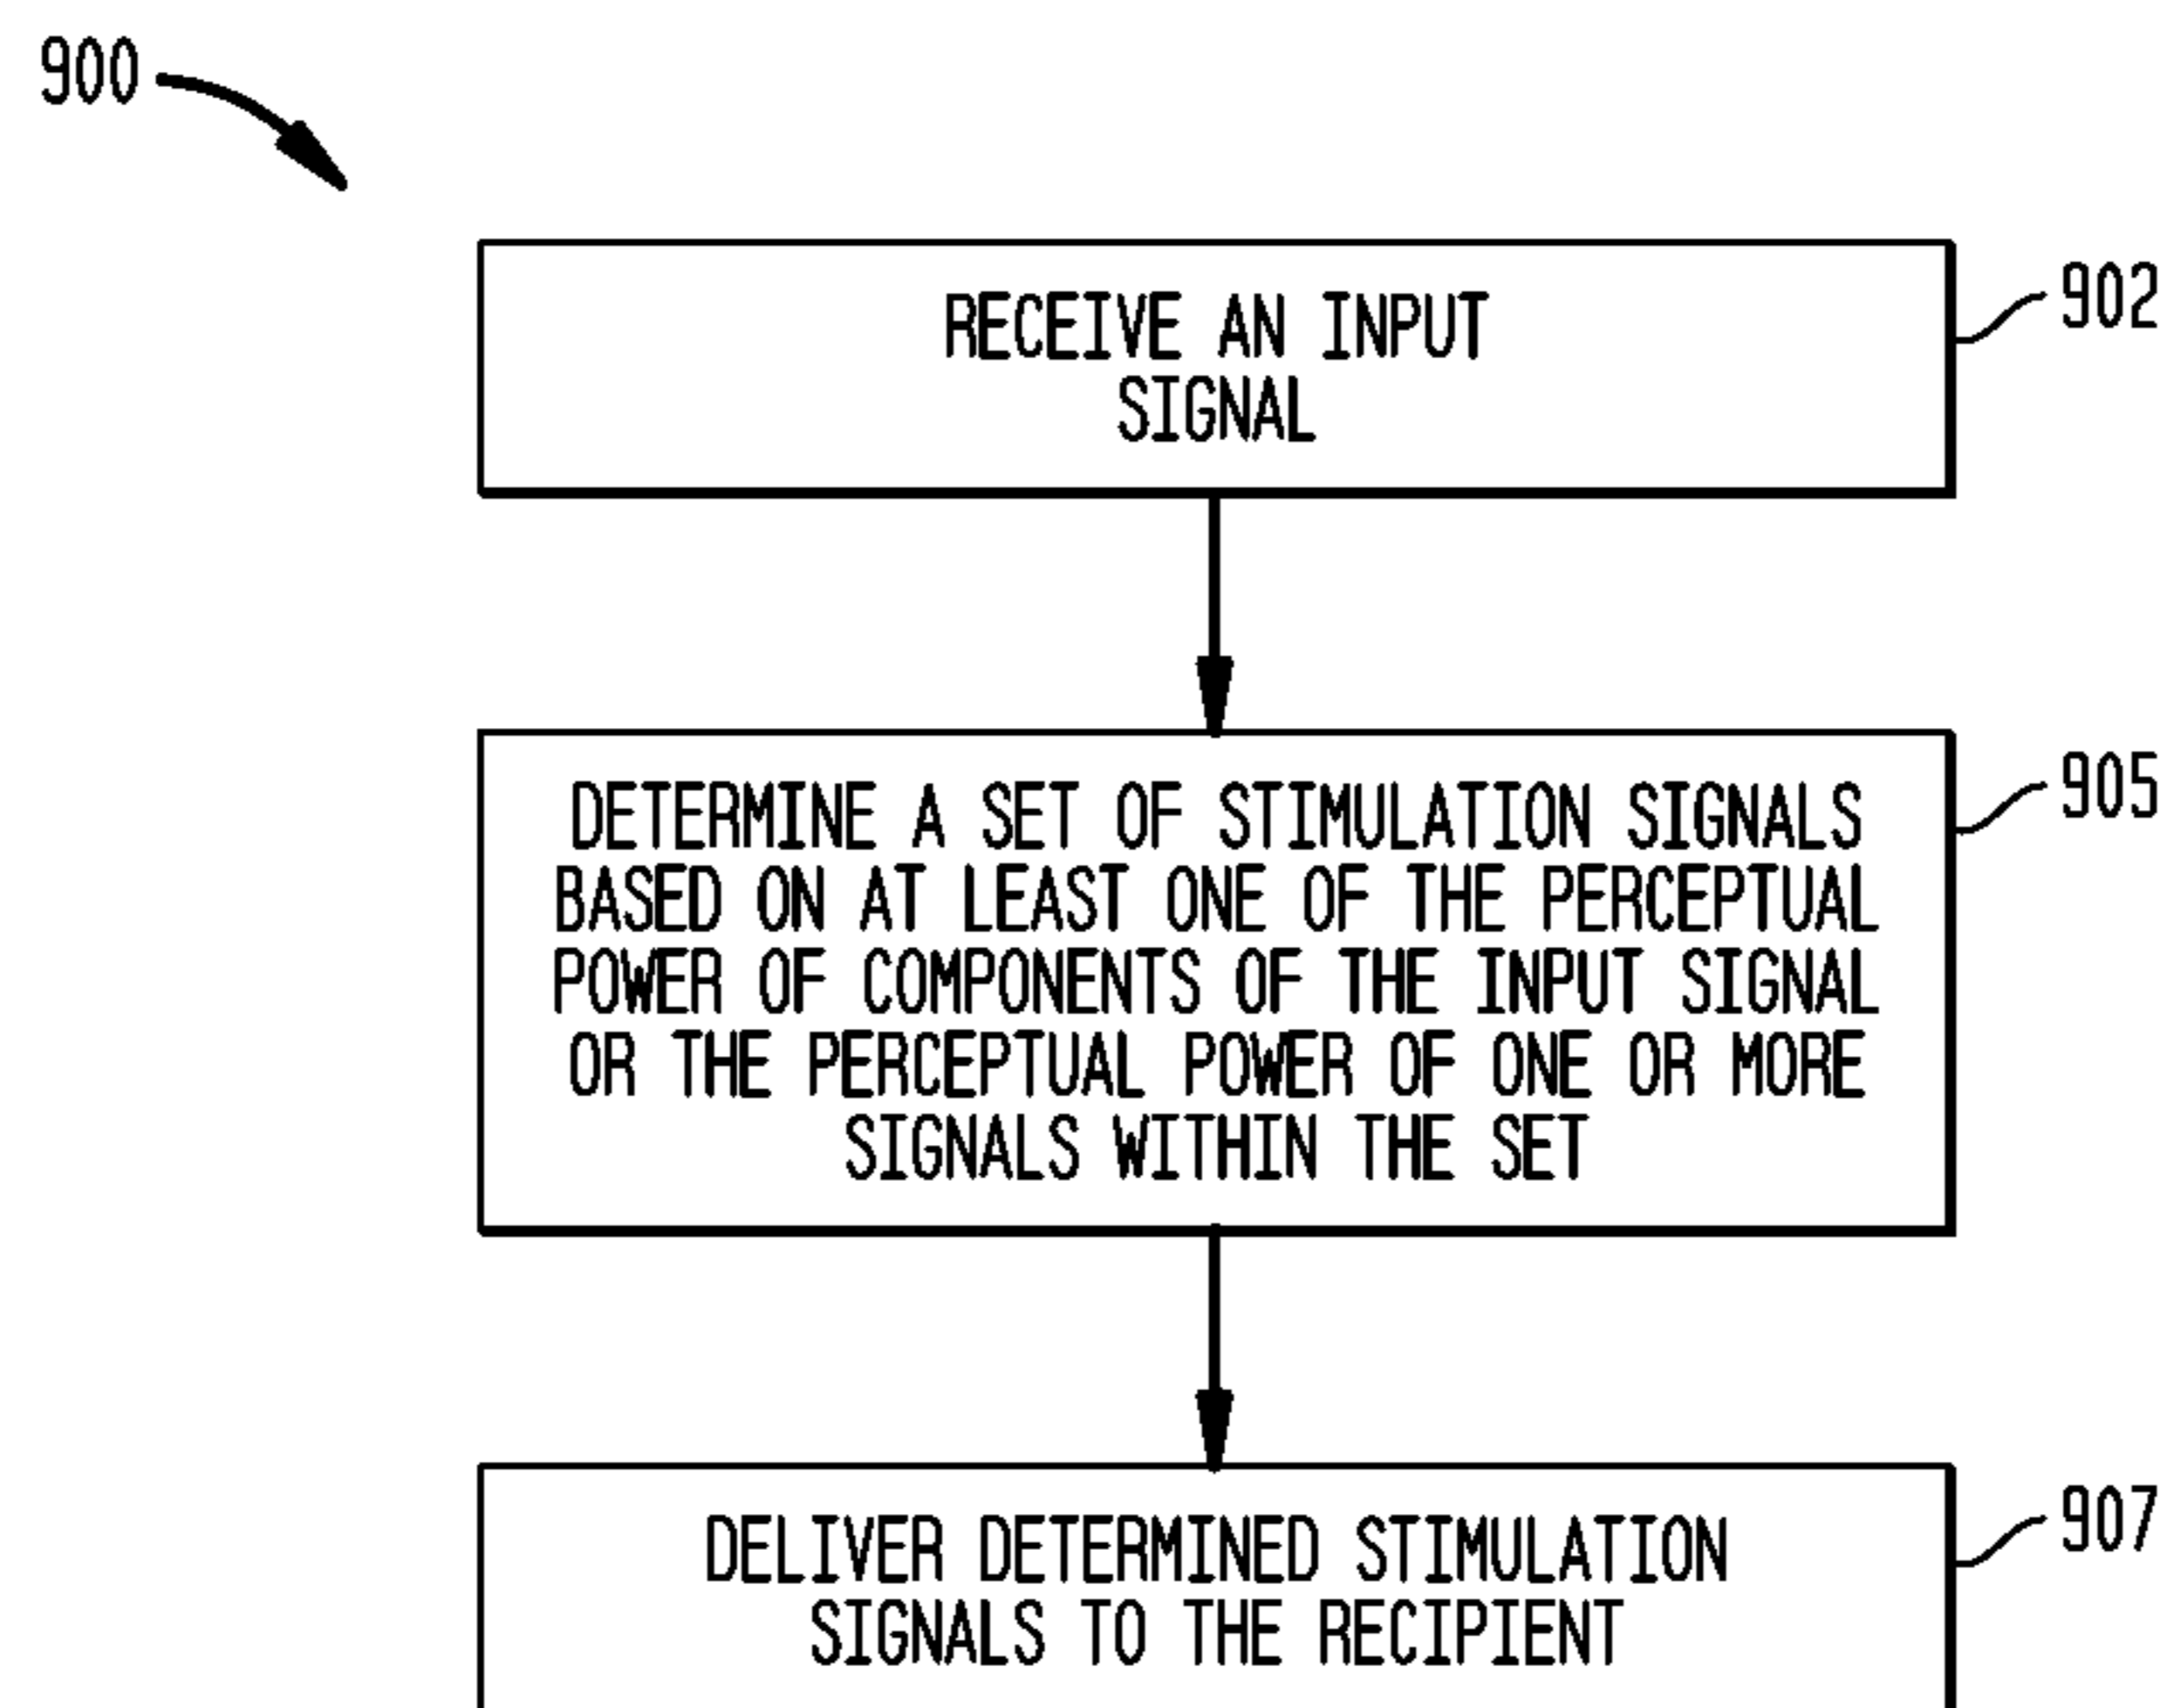 900
RECEIVE AN INPUT
SIGNAL
902
DETERMINE A SET OF STIMULATION SIGNALS
BASED ON AT LEAST ONE OF THE PERCEPTUAL
POWER OF COMPONENTS OF THE INPUT SIGNAL
OR THE PERCEPTUAL POWER OF ONE OR MORE
SIGNALS WITHIN THE SET
905
DELIVER DETERMINED STIMULATION
SIGNALS TO THE RECIPIENT
907